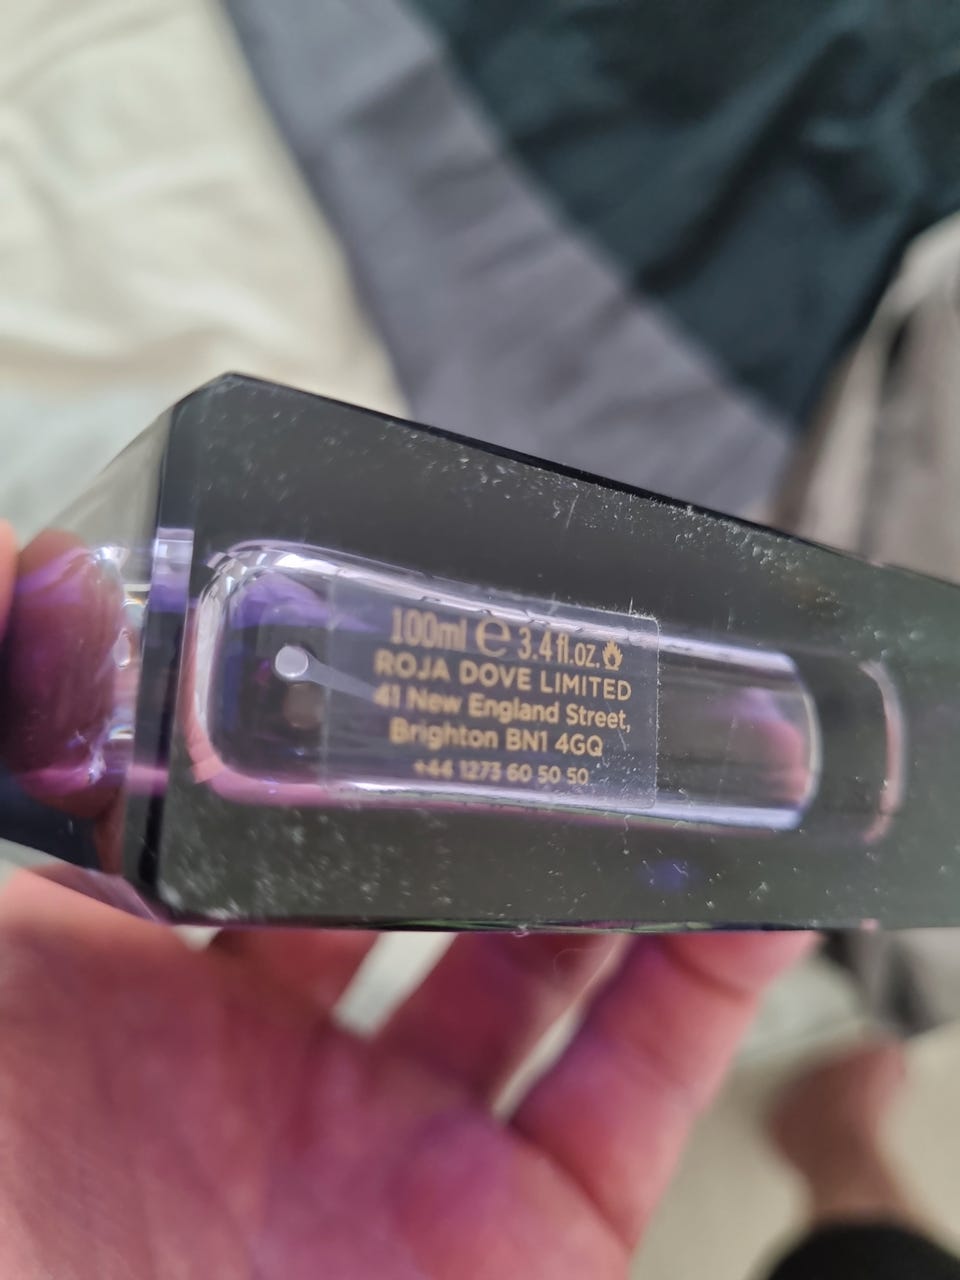 100ml ℮ 3.4 fl.oz.
ROJA DOVE LIMITED
41 New England Street,
Brighton BN1 4GQ
+44 1273 60 50 50